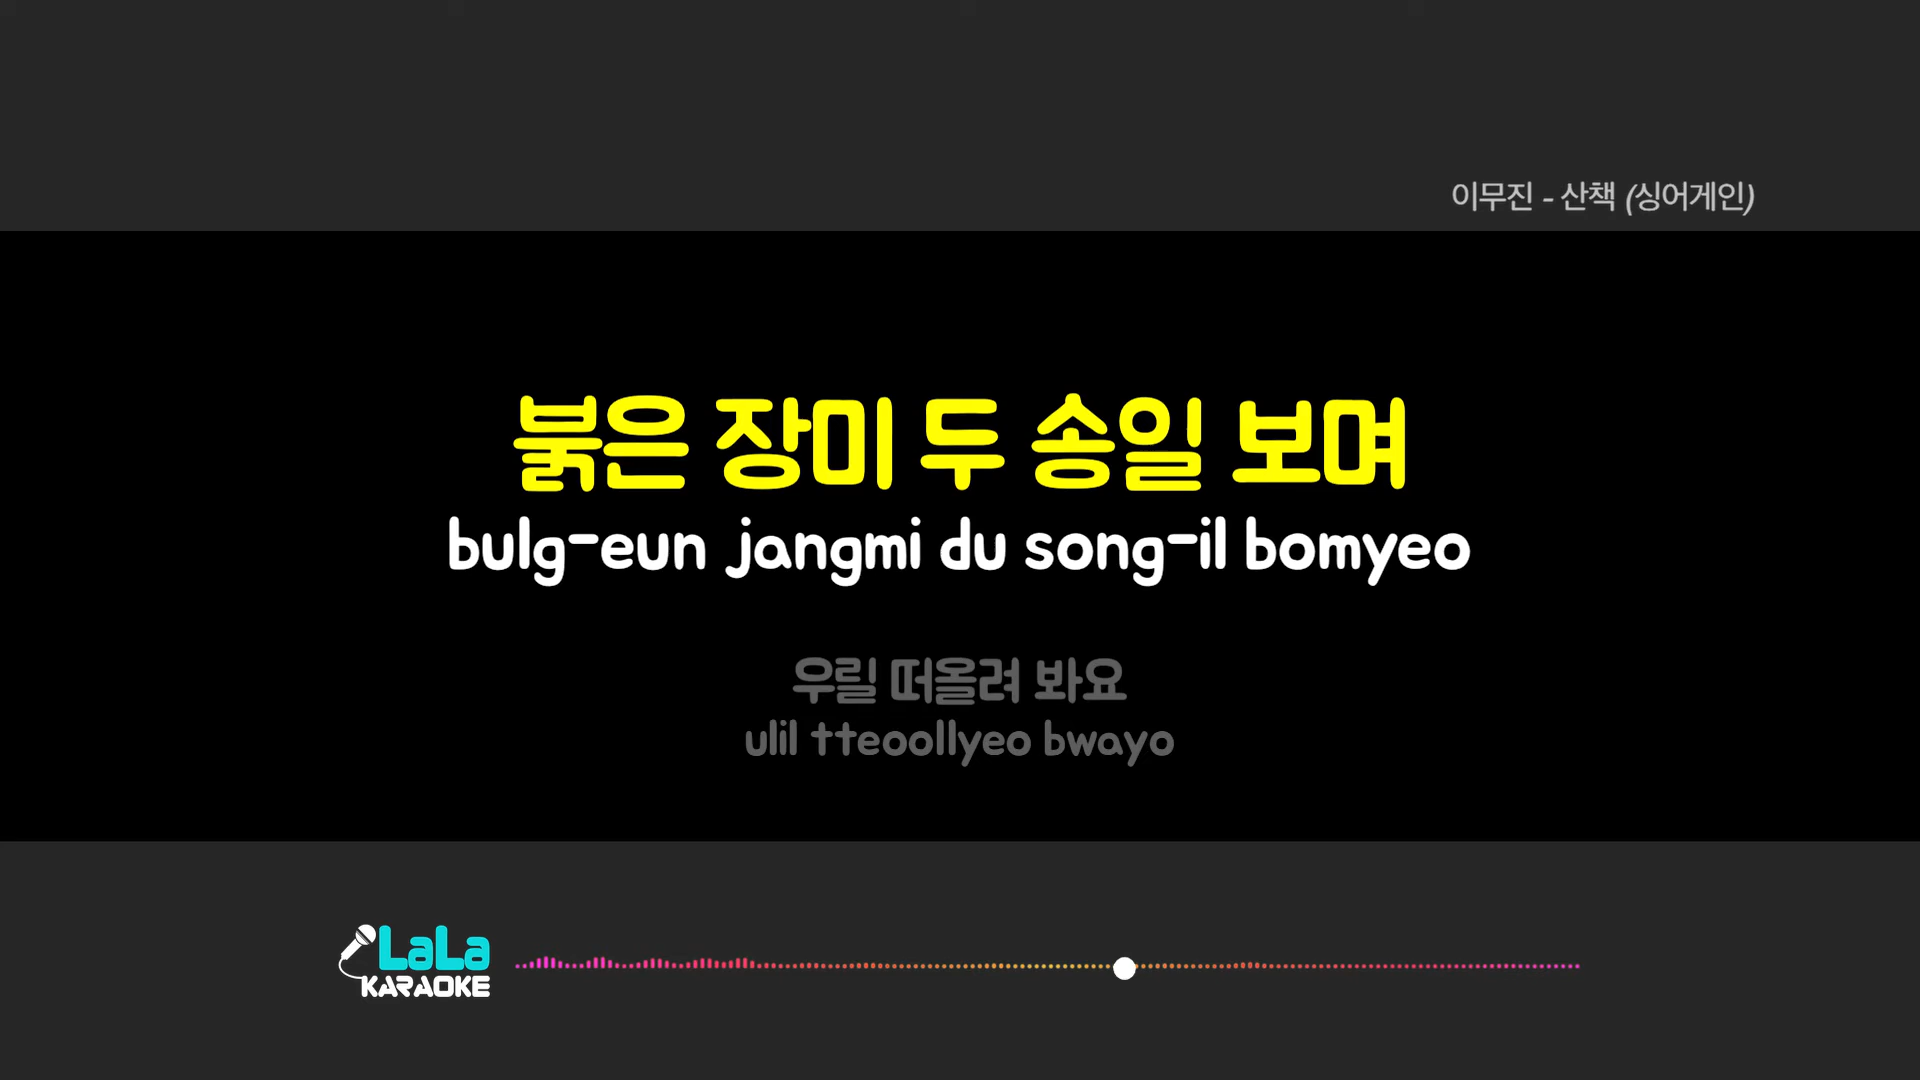 이무진 - 산책 (싱어게인)
붉은 장미 두 송일 보며
bulg-eun jangmi du song-il bomyeo
우릴 떠올려 봐요
ulil tteoollyeo bwayo
LaLa
KARAOKE